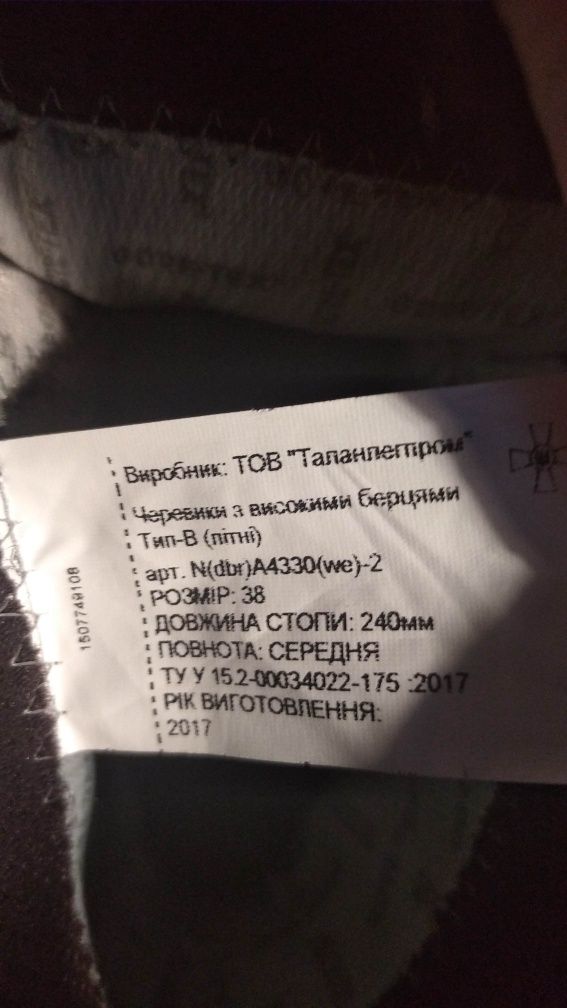 Виробник: ТОВ "Таланлегпром"
Черевики з високими берцями
Тип-В (літні)
арт. N(dbr)A4330(we)-2
РОЗМІР: 38
ДОВЖИНА СТОПИ: 240мм
ПОВНОТА: СЕРЕДНЯ
ТУ У 15.2-00034022-175 :2017
РІК ВИГОТОВЛЕННЯ:
2017
1507749108